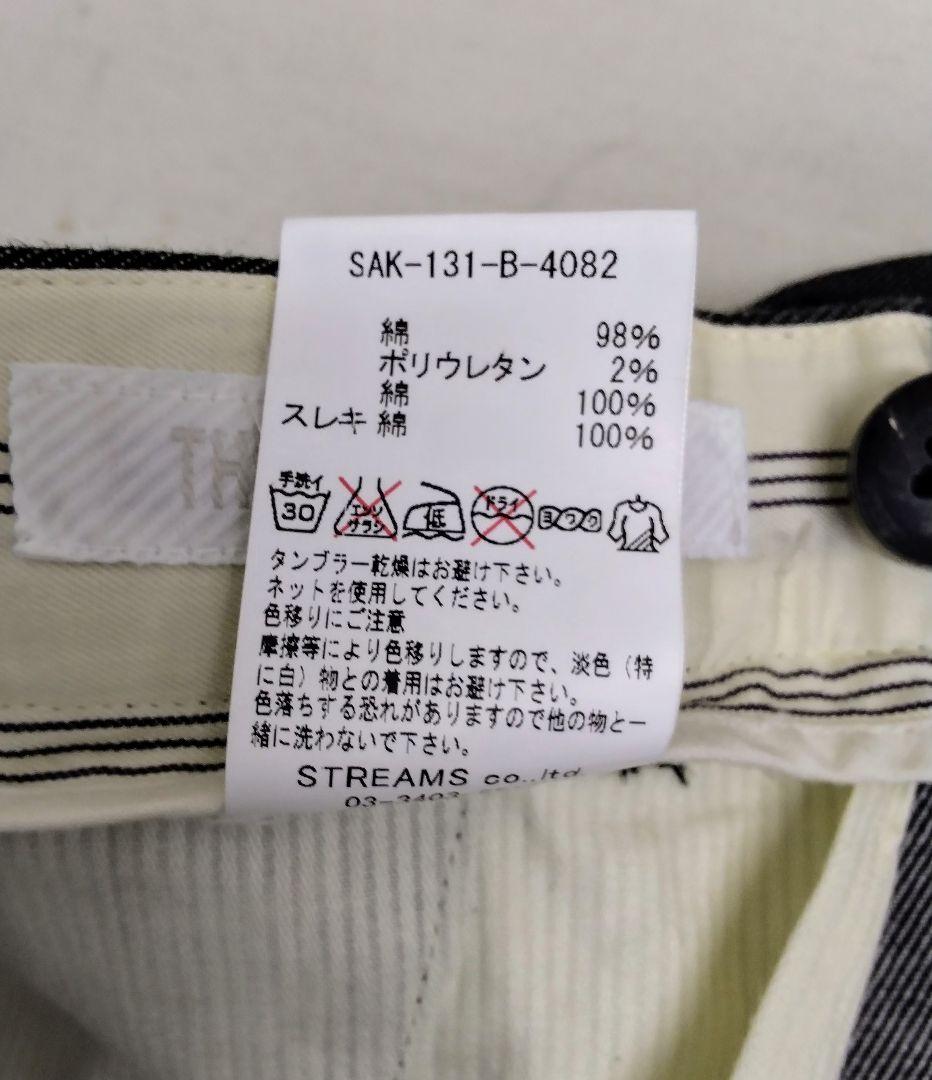 SAK-131-B-4082
綿 98%
ポリウレタン 2%
綿 100%
スレキ 綿 100%
手洗イ
30
エンソ
サラシ
低
ドライ
ヨワク
タンブラー乾燥はお避け下さい。
ネットを使用してください。
色移りにご注意
摩擦等により色移りしますので、淡色（特
に白）物との着用はお避け下さい。
色落ちする恐れがありますので他の物と一
緒に洗わないで下さい。
STREAMS co.,ltd
03-3403
TH